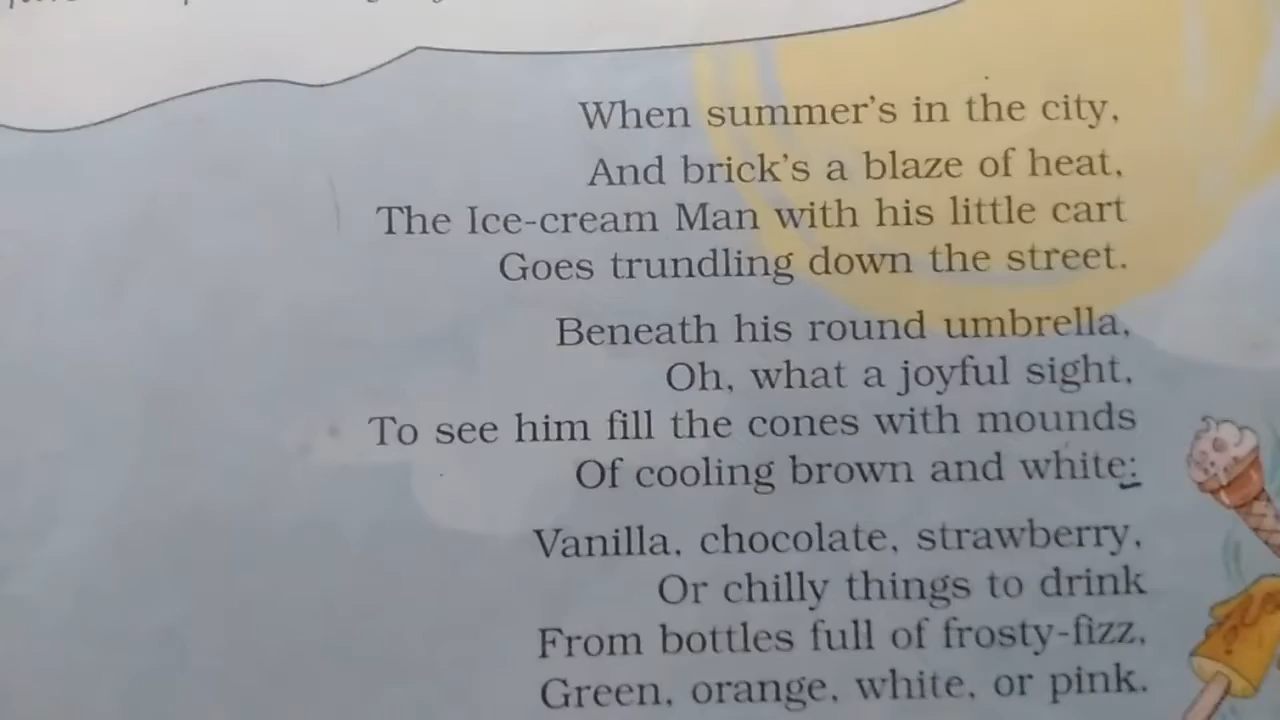 When summer's in the city,
And brick's a blaze of heat,
The Ice-cream Man with his little cart
Goes trundling down the street.
Beneath his round umbrella,
Oh, what a joyful sight,
To see him fill the cones with mounds
Of cooling brown and white:
Vanilla, chocolate, strawberry,
Or chilly things to drink
From bottles full of frosty-fizz,
Green, orange, white, or pink.